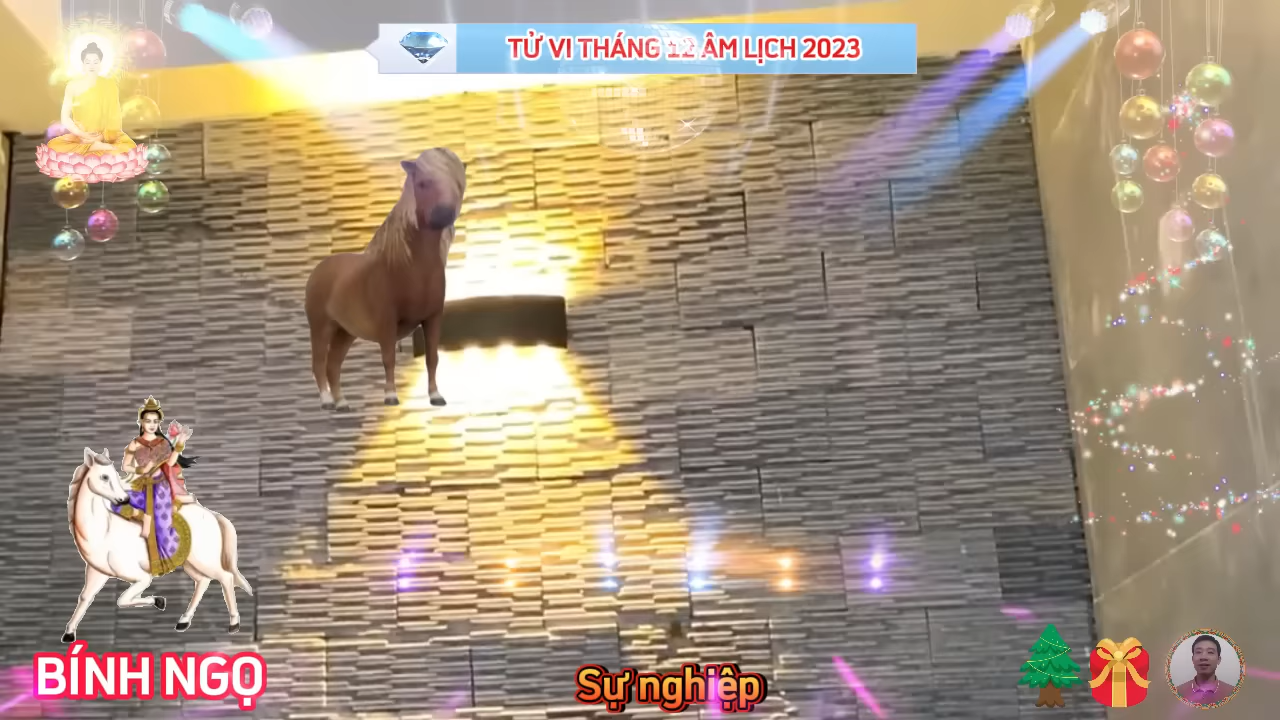 TỬ VI THÁNG 12 ÂM LỊCH 2023
BÍNH NGỌ
Sự nghiệp